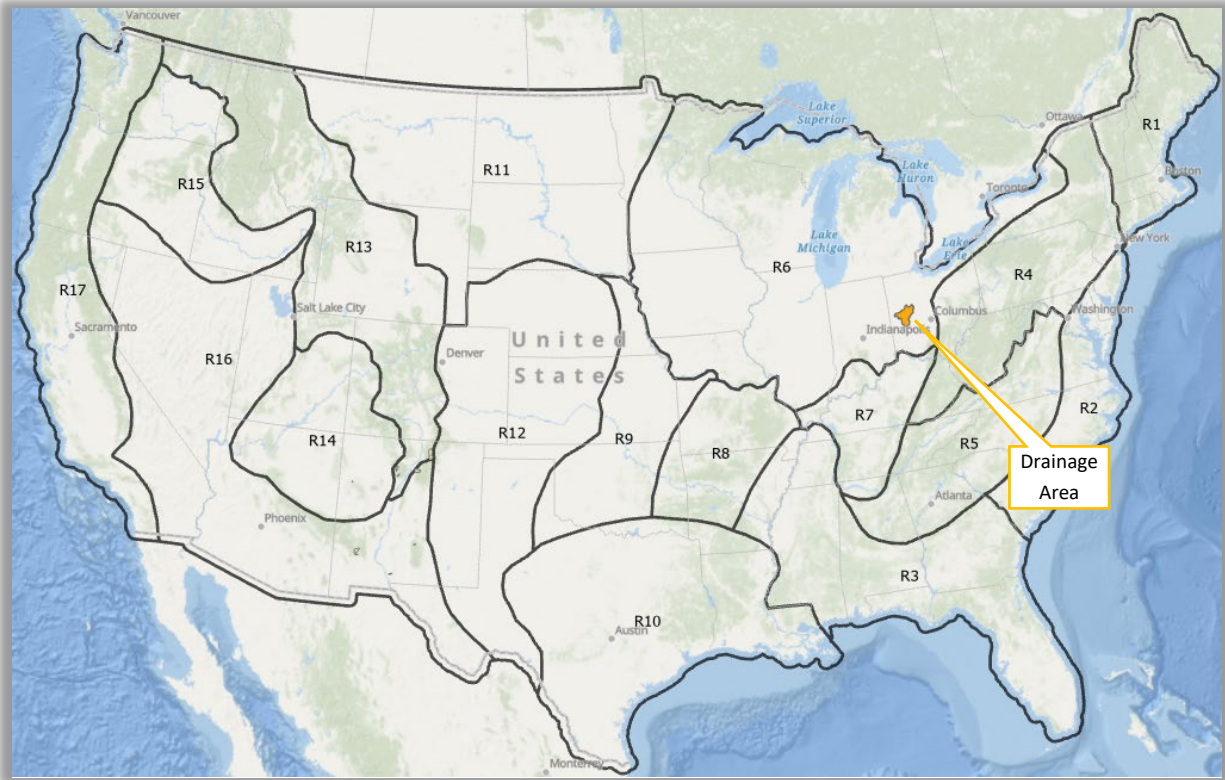 Vancouver
Lake
Superior
Ottawa
R1
Lake
Huron
Boston
R11
R15
Toronto
Lake
Michigan
Lake
Erie
New York
R13
R6
R4
R17
Salt Lake City
Columbus
Washington
Sacramento
Indianapolis
United
States
Denver
R16
R7
R2
R14
R12
R9
R8
R5
Drainage
Area
Atlanta
Phoenix
R3
R10
Austin
Monterrey